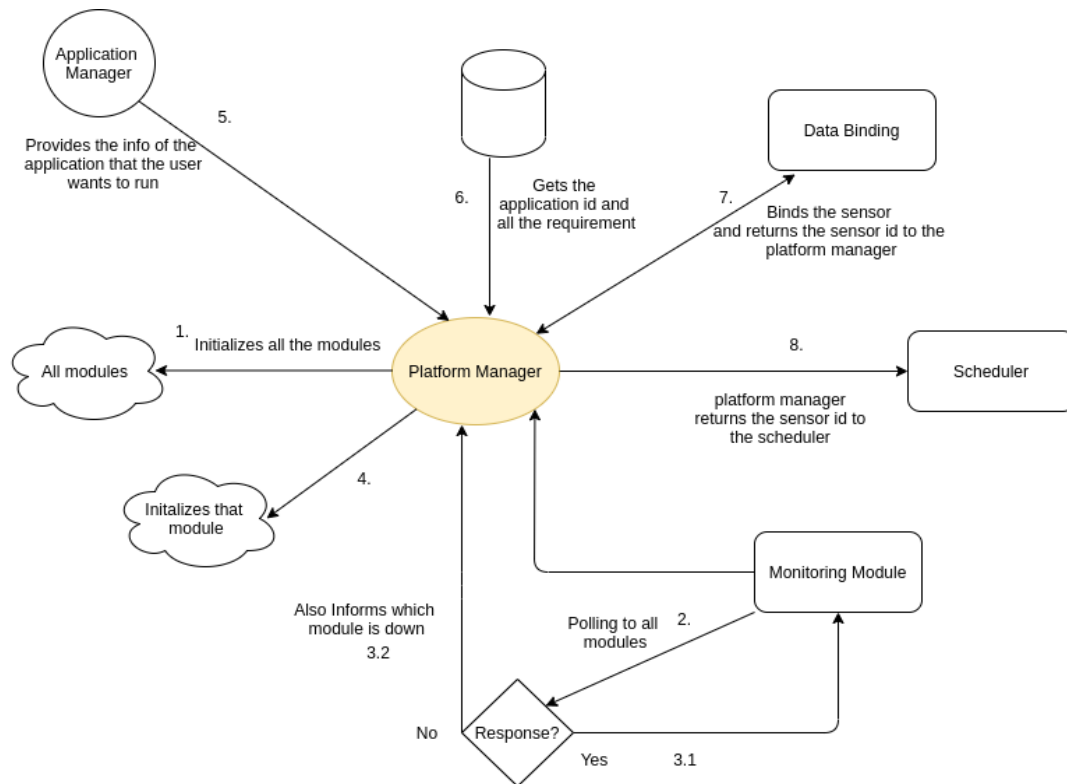 Application
Manager
5.
Provides the info of the
application that the user
wants to run
6.
Gets the
application id and
all the requirement
Data Binding
7.
Binds the sensor
and returns the sensor id to the
platform manager
1.
Initializes all the modules
All modules
Platform Manager
8.
Scheduler
platform manager
returns the sensor id to
the scheduler
4.
Initalizes that
module
Monitoring Module
Also Informs which
module is down
3.2
Polling to all
modules
2.
No
Response?
Yes
3.1